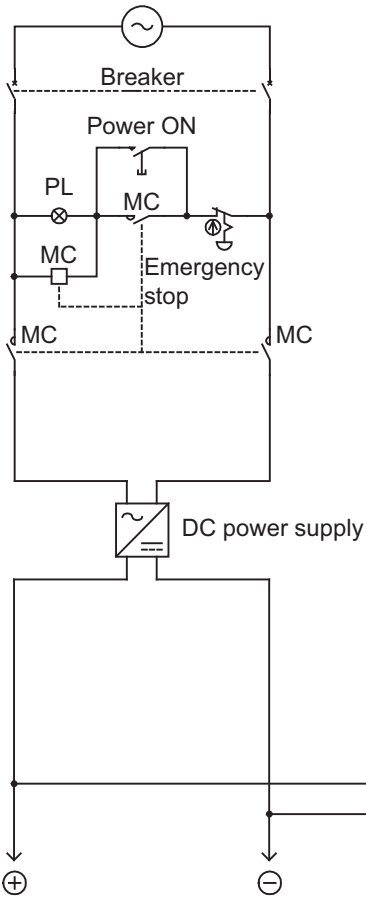 Breaker
Power ON
PL
MC
MC
Emergency
stop
MC
MC
DC power supply